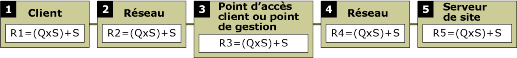 1 Client
R1=(QxS)+S
2 Réseau
R2=(QxS)+S
3 Point d'accès
client ou point
de gestion
R3=(QxS)+S
4 Réseau
R4=(QxS)+S
5 Serveur
de site
R5=(QxS)+S